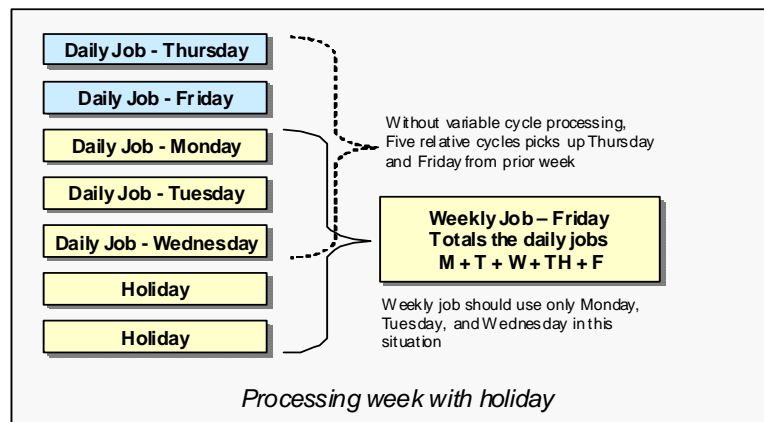 Daily Job - Thursday
Daily Job - Friday
Daily Job - Monday
Daily Job - Tuesday
Daily Job - Wednesday
Holiday
Holiday
Without variable cycle processing,
Five relative cycles picks up Thursday
and Friday from prior week
Weekly Job – Friday
Totals the daily jobs
M + T + W + TH + F
Weekly job should use only Monday,
Tuesday, and Wednesday in this
situation
Processing week with holiday